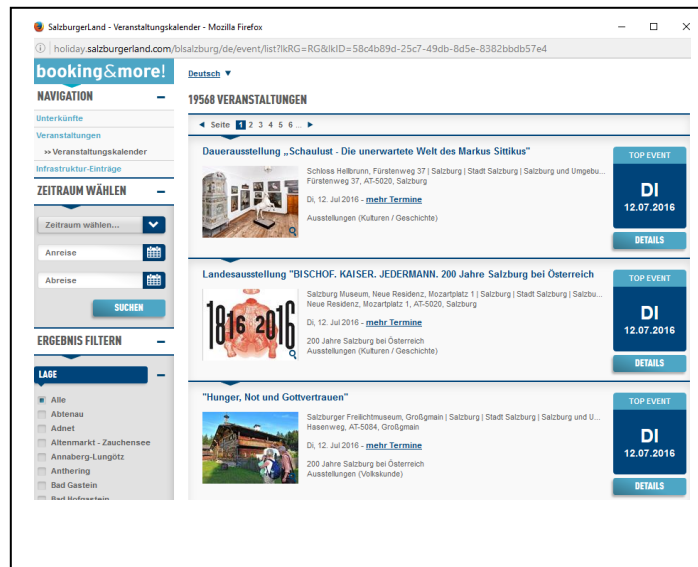 SalzburgerLand - Veranstaltungskalender - Mozilla Firefox
holiday.salzburgerland.com/blsalzburg/de/event/list?lkRG=RG&lkID=58c4b89d-25c7-49db-8d5e-8382bbdb57e4
booking&more!
Deutsch ▼
NAVIGATION –
Unterkünfte
Veranstaltungen
»Veranstaltungskalender
Infrastruktur-Einträge
ZEITRAUM WÄHLEN –
Zeitraum wählen...
Anreise
Abreise
SUCHEN
ERGEBNIS FILTERN –
LAGE –
Alle
Abtenau
Adnet
Altenmarkt - Zauchensee
Annaberg-Lungötz
Anthering
Bad Gastein
Bad Hofgastein
19568 VERANSTALTUNGEN
◄ Seite 1 2 3 4 5 6 ... ►
Dauerausstellung „Schaulust - Die unerwartete Welt des Markus Sittikus"
Schloss Hellbrunn, Fürstenweg 37 | Salzburg | Stadt Salzburg | Salzburg und Umgebu...
Fürstenweg 37, AT-5020, Salzburg
Di, 12. Jul 2016 - mehr Termine
Ausstellungen (Kulturen / Geschichte)
TOP EVENT
DI
12.07.2016
DETAILS
Landesausstellung "BISCHOF. KAISER. JEDERMANN. 200 Jahre Salzburg bei Österreich
1816 2016
Salzburg Museum, Neue Residenz, Mozartplatz 1 | Salzburg | Stadt Salzburg | Salzbu...
Neue Residenz, Mozartplatz 1, AT-5020, Salzburg
Di, 12. Jul 2016 - mehr Termine
200 Jahre Salzburg bei Österreich
Ausstellungen (Kulturen / Geschichte)
TOP EVENT
DI
12.07.2016
DETAILS
"Hunger, Not und Gottvertrauen"
Salzburger Freilichtmuseum, Großgmain | Salzburg | Stadt Salzburg | Salzburg und U...
Hasenweg, AT-5084, Großgmain
Di, 12. Jul 2016 - mehr Termine
200 Jahre Salzburg bei Österreich
Ausstellungen (Volkskunde)
TOP EVENT
DI
12.07.2016
DETAILS